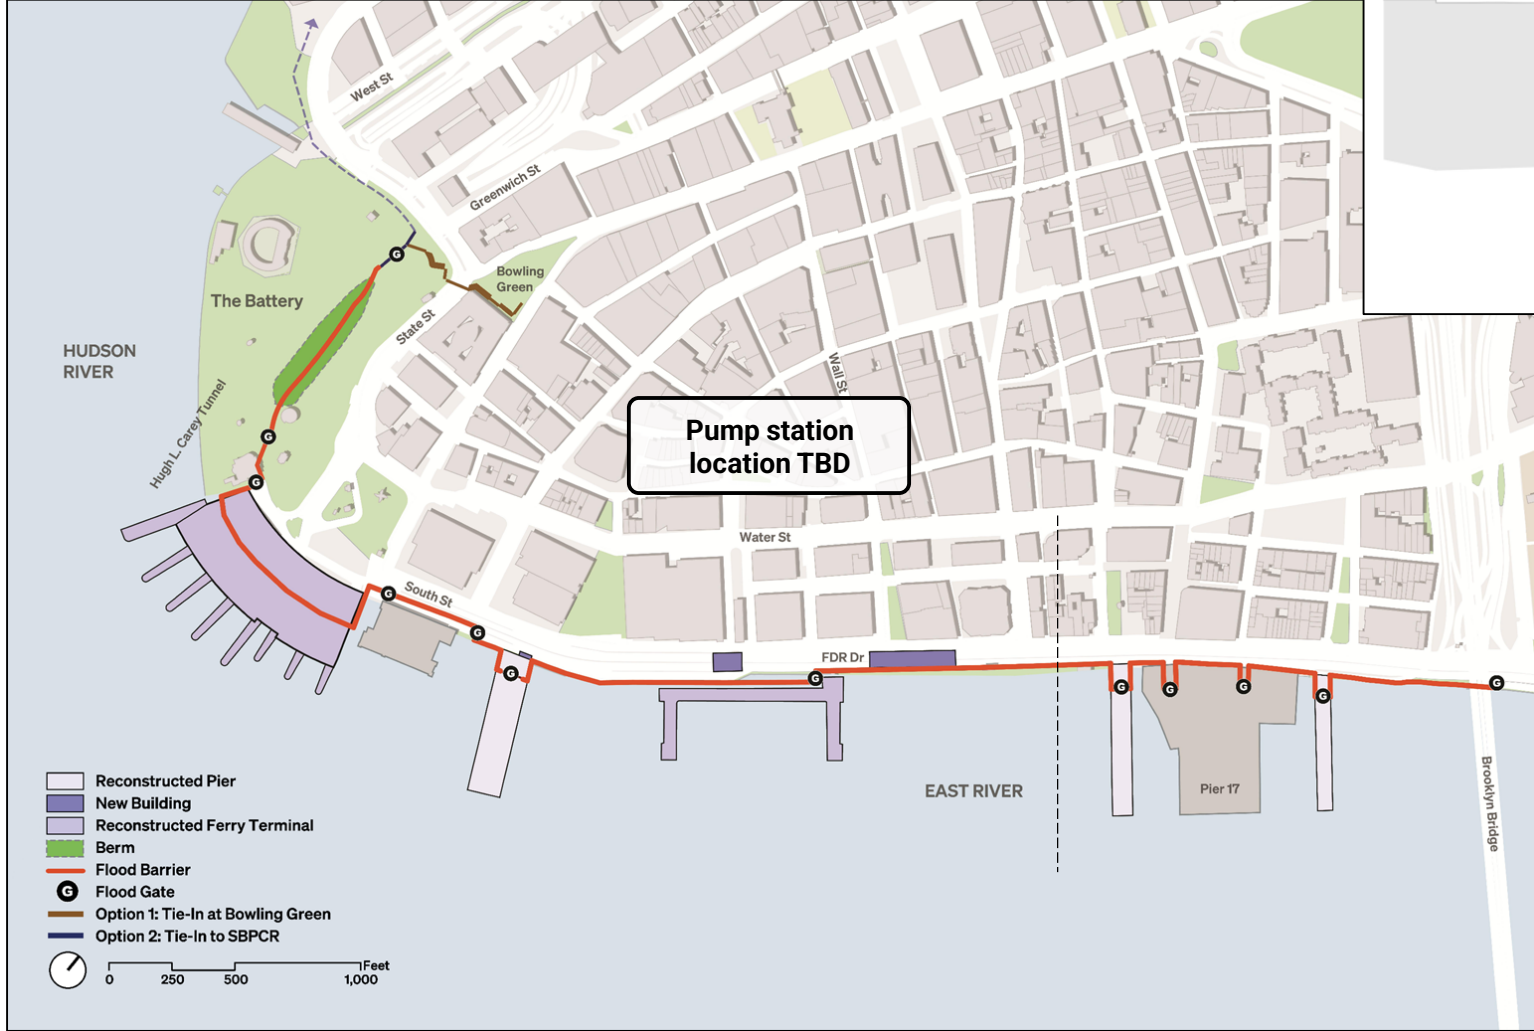 West St
Greenwich St
Bowling
Green
The Battery
State St
HUDSON
RIVER
Hugh L. Carey Tunnel
Wall St
Pump station
location TBD
Water St
South St
FDR Dr
G
G
G
G
G
G
G
G
G
G
G
G
EAST RIVER
Pier 17
Brooklyn Bridge
Reconstructed Pier
New Building
Reconstructed Ferry Terminal
Berm
Flood Barrier
G Flood Gate
Option 1: Tie-In at Bowling Green
Option 2: Tie-In to SBPCR
Feet
0 250 500 1,000